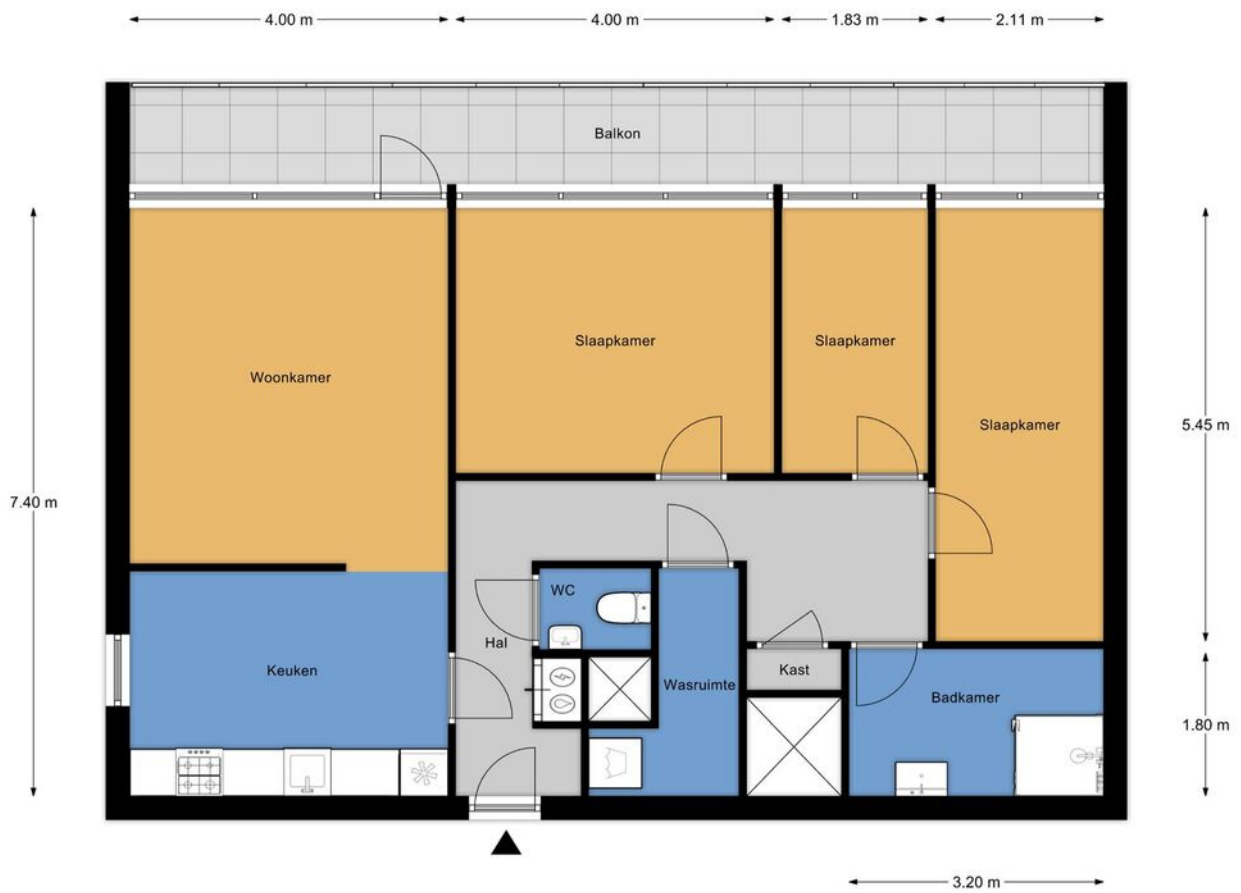 4.00 m 4.00 m 1.83 m 2.11 m
Balkon
Slaapkamer Slaapkamer
Woonkamer
Slaapkamer
5.45 m
7.40 m
WC
Hal
Keuken
Kast
Wasruimte
Badkamer
1.80 m
3.20 m